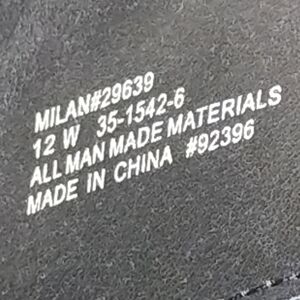 MILAN#29639
12 W 35-1542-6
ALL MAN MADE MATERIALS
MADE IN CHINA #92396